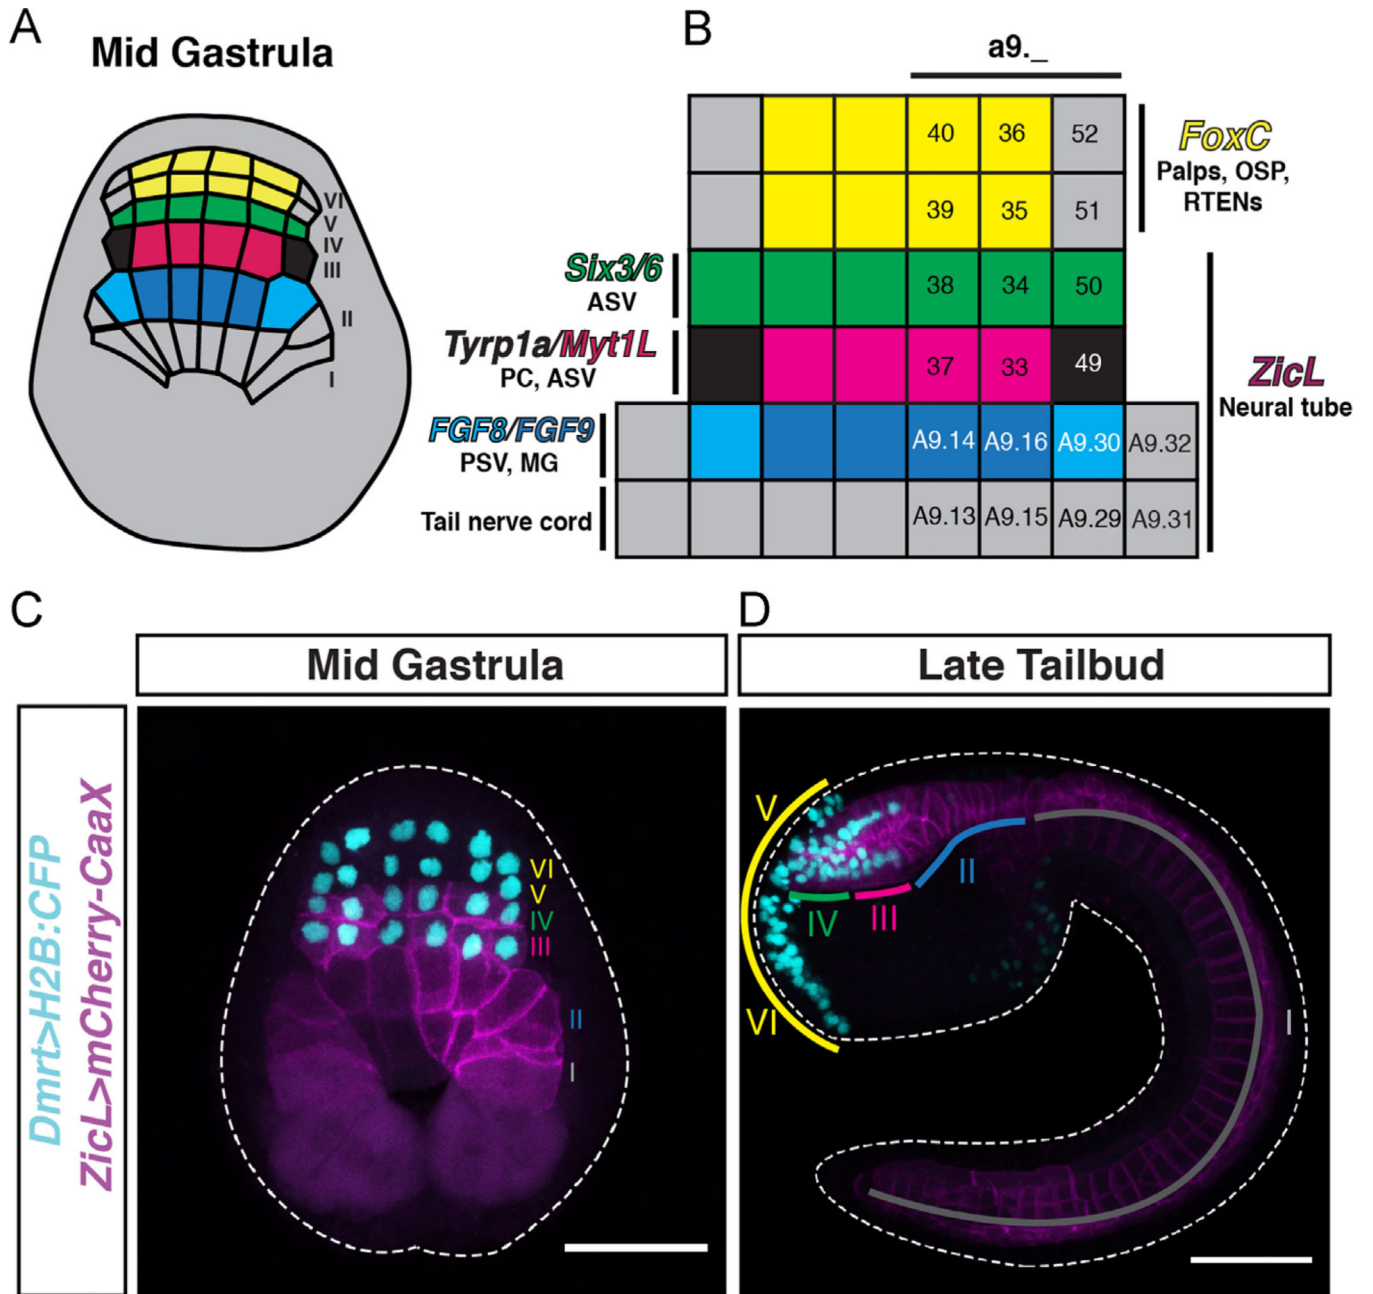 A
Mid Gastrula
VI
V
IV
III
II
I
B
a9._
40 36 52
39 35 51
38 34 50
37 33 49
A9.14 A9.16 A9.30 A9.32
A9.13 A9.15 A9.29 A9.31
FoxC
Palps, OSP,
RTENs
Six3/6
ASV
Tyrp1a/Myt1L
PC, ASV
FGF8/FGF9
PSV, MG
Tail nerve cord
ZicL
Neural tube
C
Mid Gastrula
Dmrt>H2B:CFP
ZicL>mCherry-CaaX
VI
V
IV
III
II
I
D
Late Tailbud
V
IV
III
II
VI
I